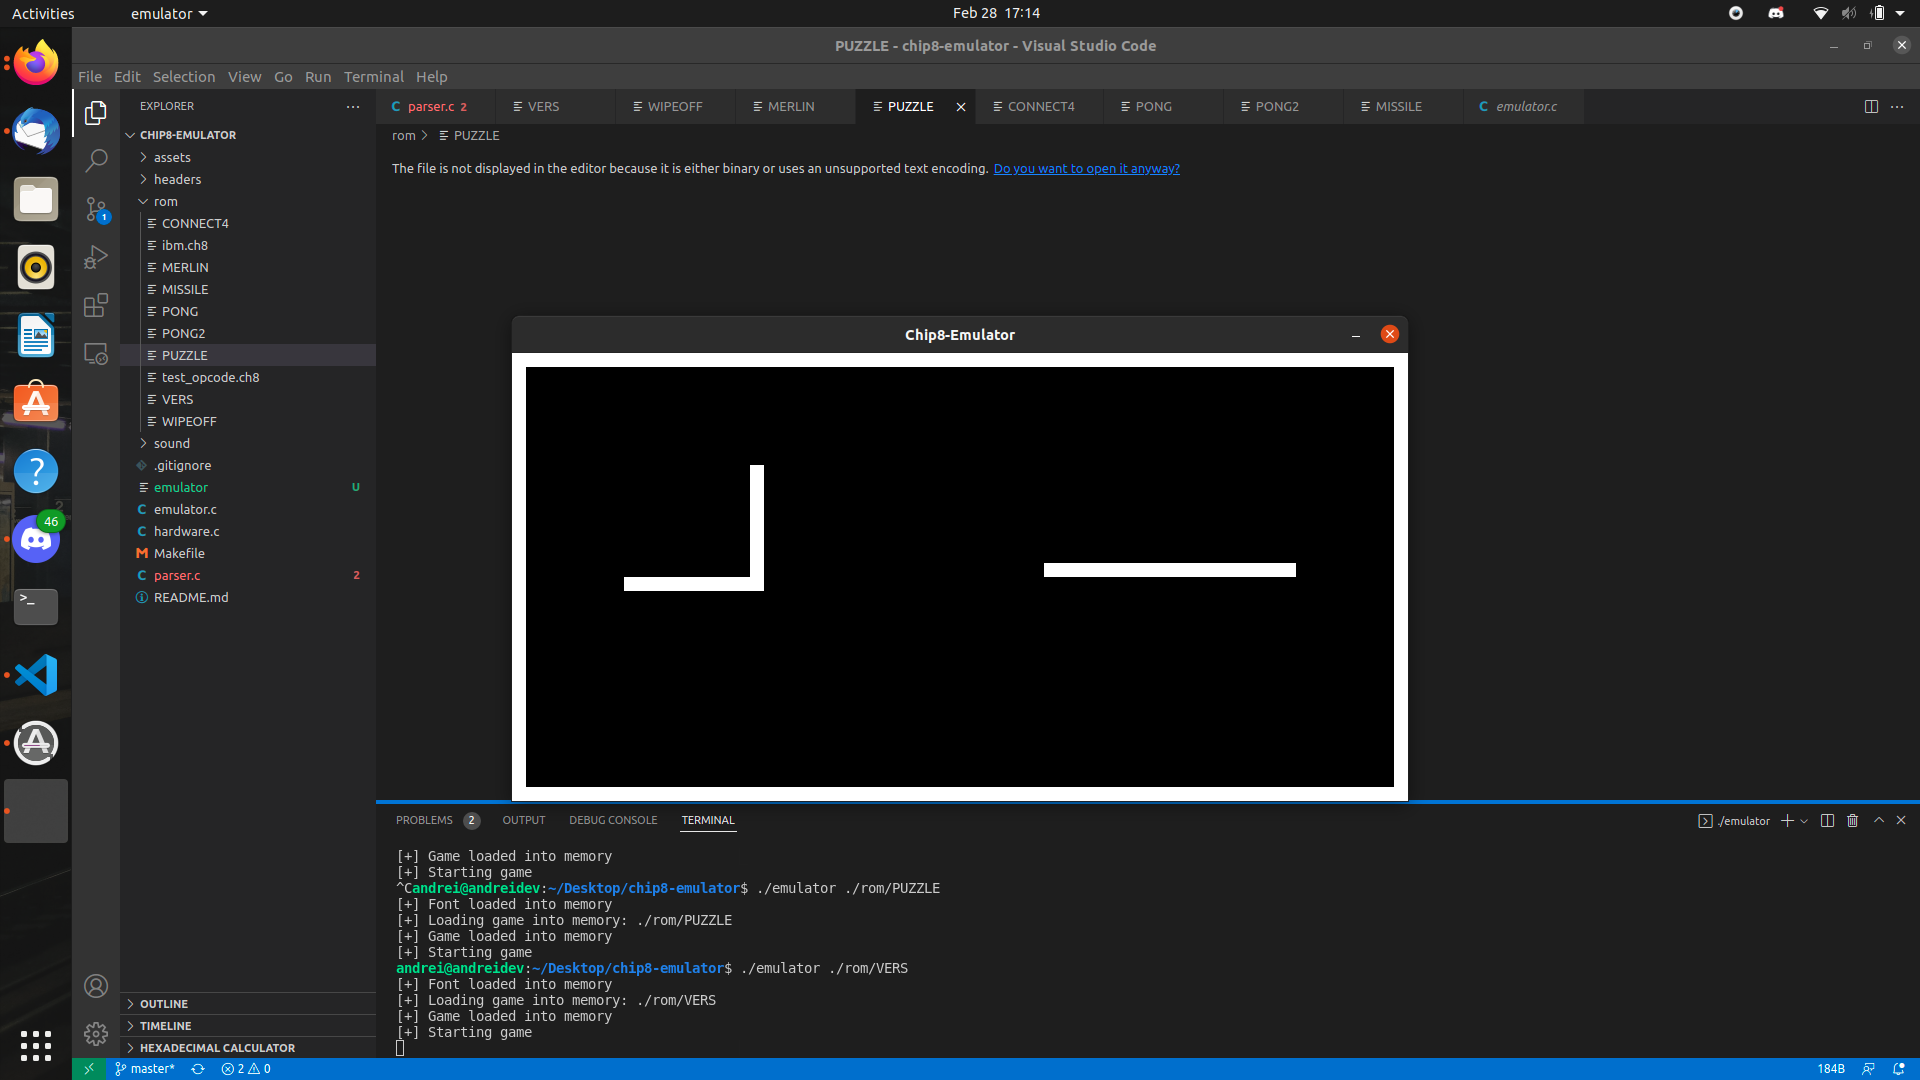 Activities
emulator
Feb 28 17:14
PUZZLE - chip8-emulator - Visual Studio Code
File Edit Selection View Go Run Terminal Help
EXPLORER
CHIP8-EMULATOR
assets
headers
rom
CONNECT4
ibm.ch8
MERLIN
MISSILE
PONG
PONG2
PUZZLE
test_opcode.ch8
VERS
WIPEOFF
sound
.gitignore
emulator U
emulator.c
hardware.c
Makefile
parser.c 2
README.md
OUTLINE
TIMELINE
HEXADECIMAL CALCULATOR
1
46
parser.c 2 VERS WIPEOFF MERLIN PUZZLE CONNECT4 PONG PONG2 MISSILE emulator.c
rom > PUZZLE
The file is not displayed in the editor because it is either binary or uses an unsupported text encoding. Do you want to open it anyway?
Chip8-Emulator
PROBLEMS 2 OUTPUT DEBUG CONSOLE TERMINAL
./emulator
[+] Game loaded into memory
[+] Starting game
^Candrei@andreidev:~/Desktop/chip8-emulator$ ./emulator ./rom/PUZZLE
[+] Font loaded into memory
[+] Loading game into memory: ./rom/PUZZLE
[+] Game loaded into memory
[+] Starting game
andrei@andreidev:~/Desktop/chip8-emulator$ ./emulator ./rom/VERS
[+] Font loaded into memory
[+] Loading game into memory: ./rom/VERS
[+] Game loaded into memory
[+] Starting game
master* 2 0
184B